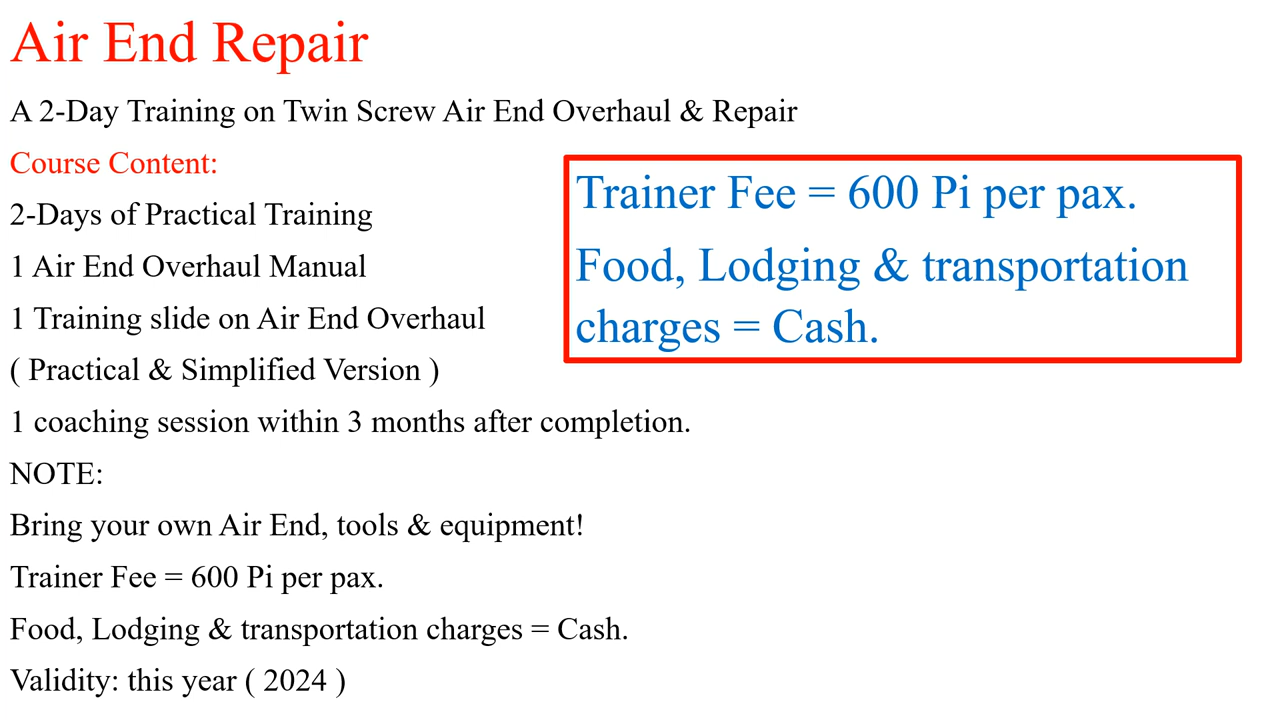 Air End Repair
A 2-Day Training on Twin Screw Air End Overhaul & Repair
Course Content:
2-Days of Practical Training
1 Air End Overhaul Manual
1 Training slide on Air End Overhaul
( Practical & Simplified Version )
1 coaching session within 3 months after completion.
NOTE:
Bring your own Air End, tools & equipment!
Trainer Fee = 600 Pi per pax.
Food, Lodging & transportation charges = Cash.
Validity: this year ( 2024 )
Trainer Fee = 600 Pi per pax.
Food, Lodging & transportation
charges = Cash.